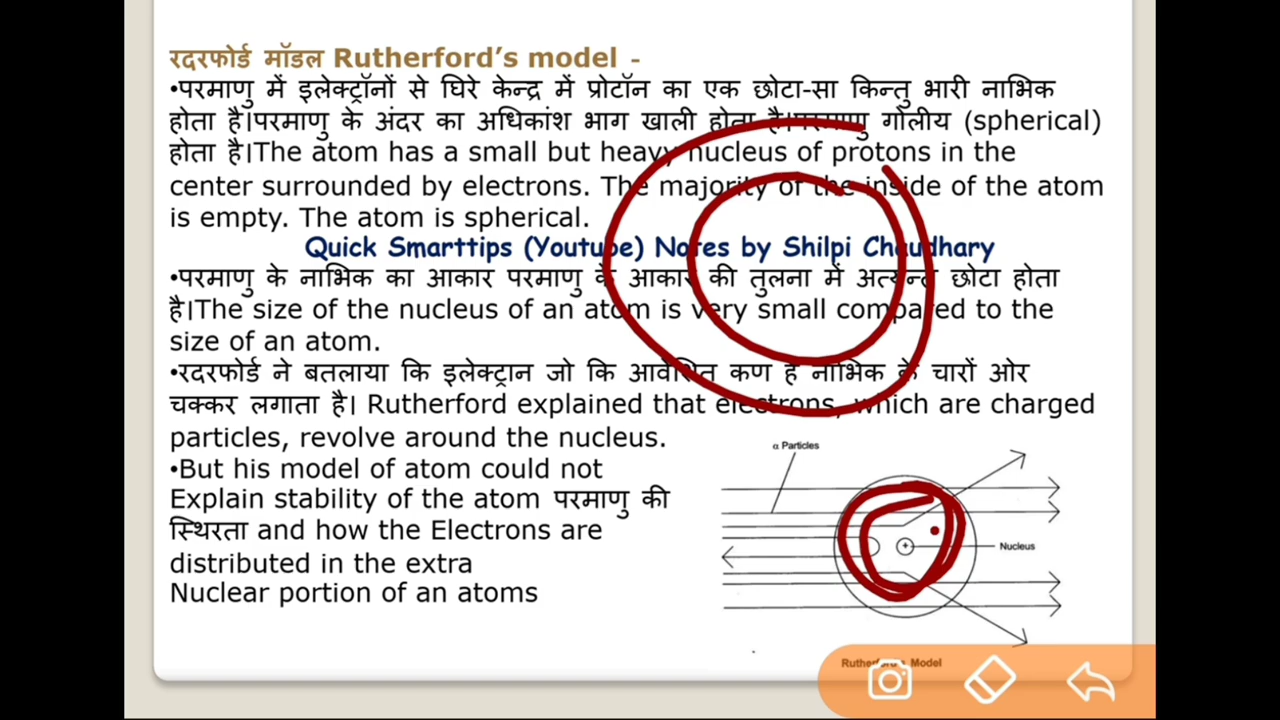 रदरफोर्ड मॉडल Rutherford's model -
•परमाणु में इलेक्ट्रॉनों से घिरे केन्द्र में प्रोटॉन का एक छोटा-सा किन्तु भारी नाभिक
होता है।परमाणु के अंदर का अधिकांश भाग खाली होता है।परमाणु गोलीय (spherical)
होता है।The atom has a small but heavy nucleus of protons in the
center surrounded by electrons. The majority of the inside of the atom
is empty. The atom is spherical.
Quick Smarttips (Youtube) Notes by Shilpi Chaudhary
•परमाणु के नाभिक का आकार परमाणु के आकार की तुलना में अत्यन्त छोटा होता
है।The size of the nucleus of an atom is very small compared to the
size of an atom.
•रदरफोर्ड ने बतलाया कि इलेक्ट्रान जो कि आवेशित कण है नाभिक के चारों ओर
चक्कर लगाता है। Rutherford explained that electrons, which are charged
particles, revolve around the nucleus.
•But his model of atom could not
Explain stability of the atom परमाणु की
स्थिरता and how the Electrons are
distributed in the extra
Nuclear portion of an atoms
α Particles
Nucleus
Rutherford's Model